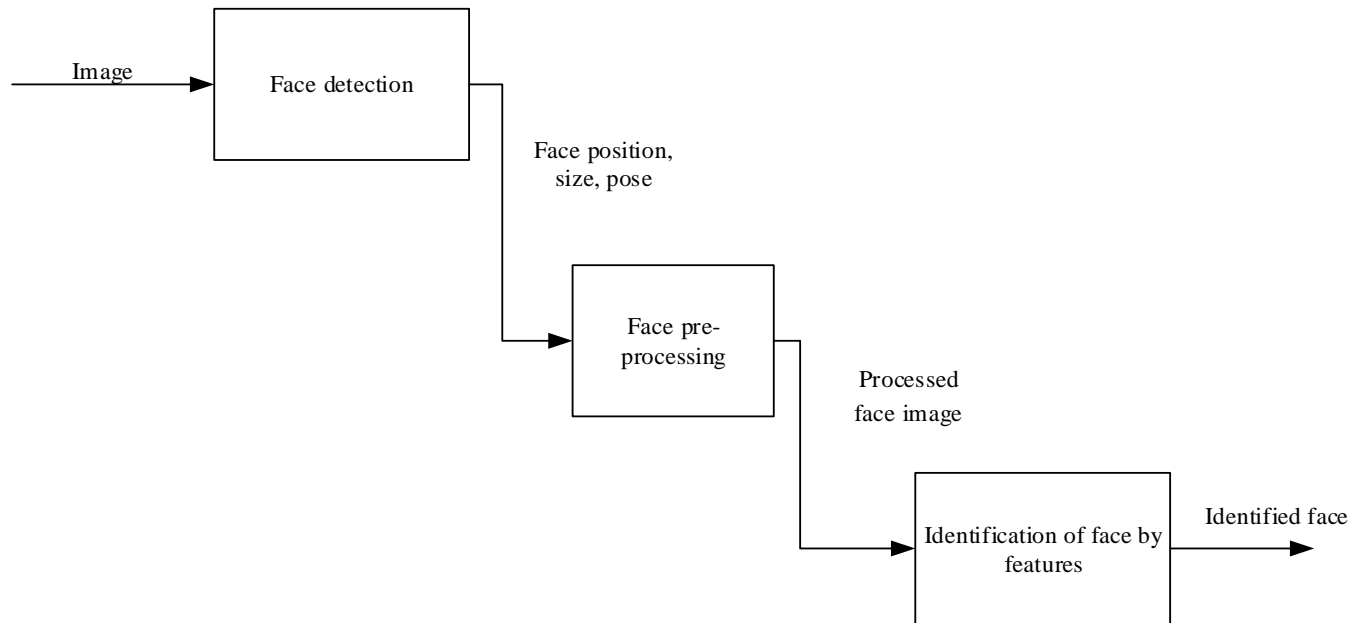 Image
Face detection
Face position,
size, pose
Face pre-
processing
Processed
face image
Identification of face by
features
Identified face